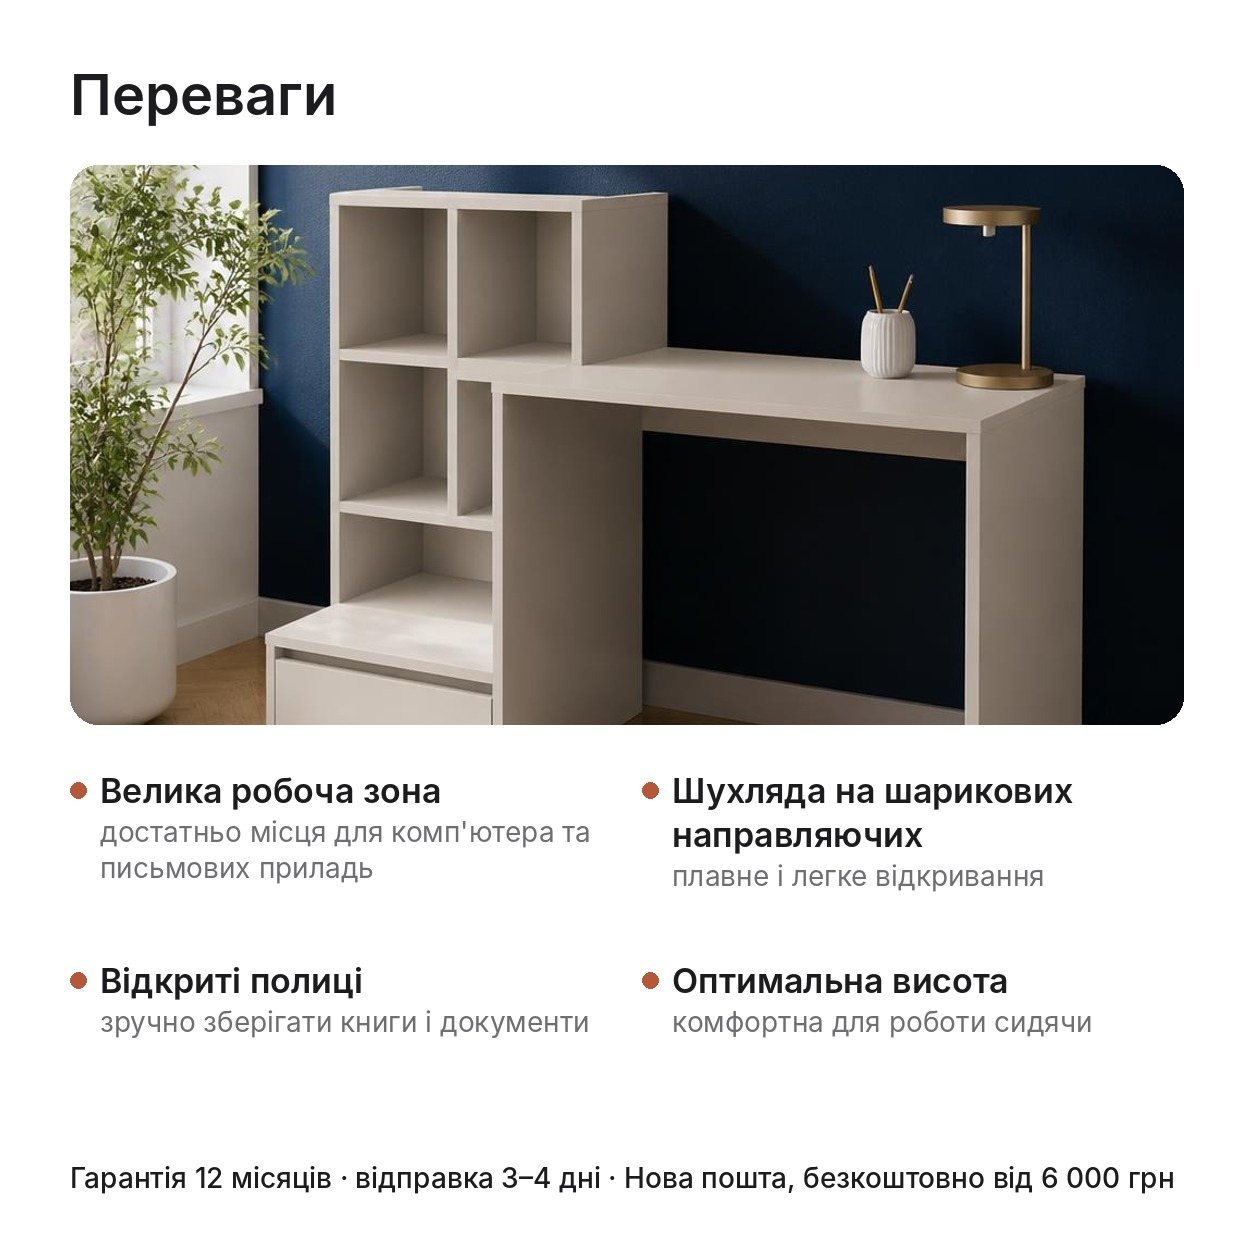 Переваги
Велика робоча зона
достатньо місця для комп'ютера та
письмових приладь
Шухляда на шарикових
направляючих
плавне і легке відкривання
Відкриті полиці
зручно зберігати книги і документи
Оптимальна висота
комфортна для роботи сидячи
Гарантія 12 місяців · відправка 3–4 дні · Нова пошта, безкоштовно від 6 000 грн